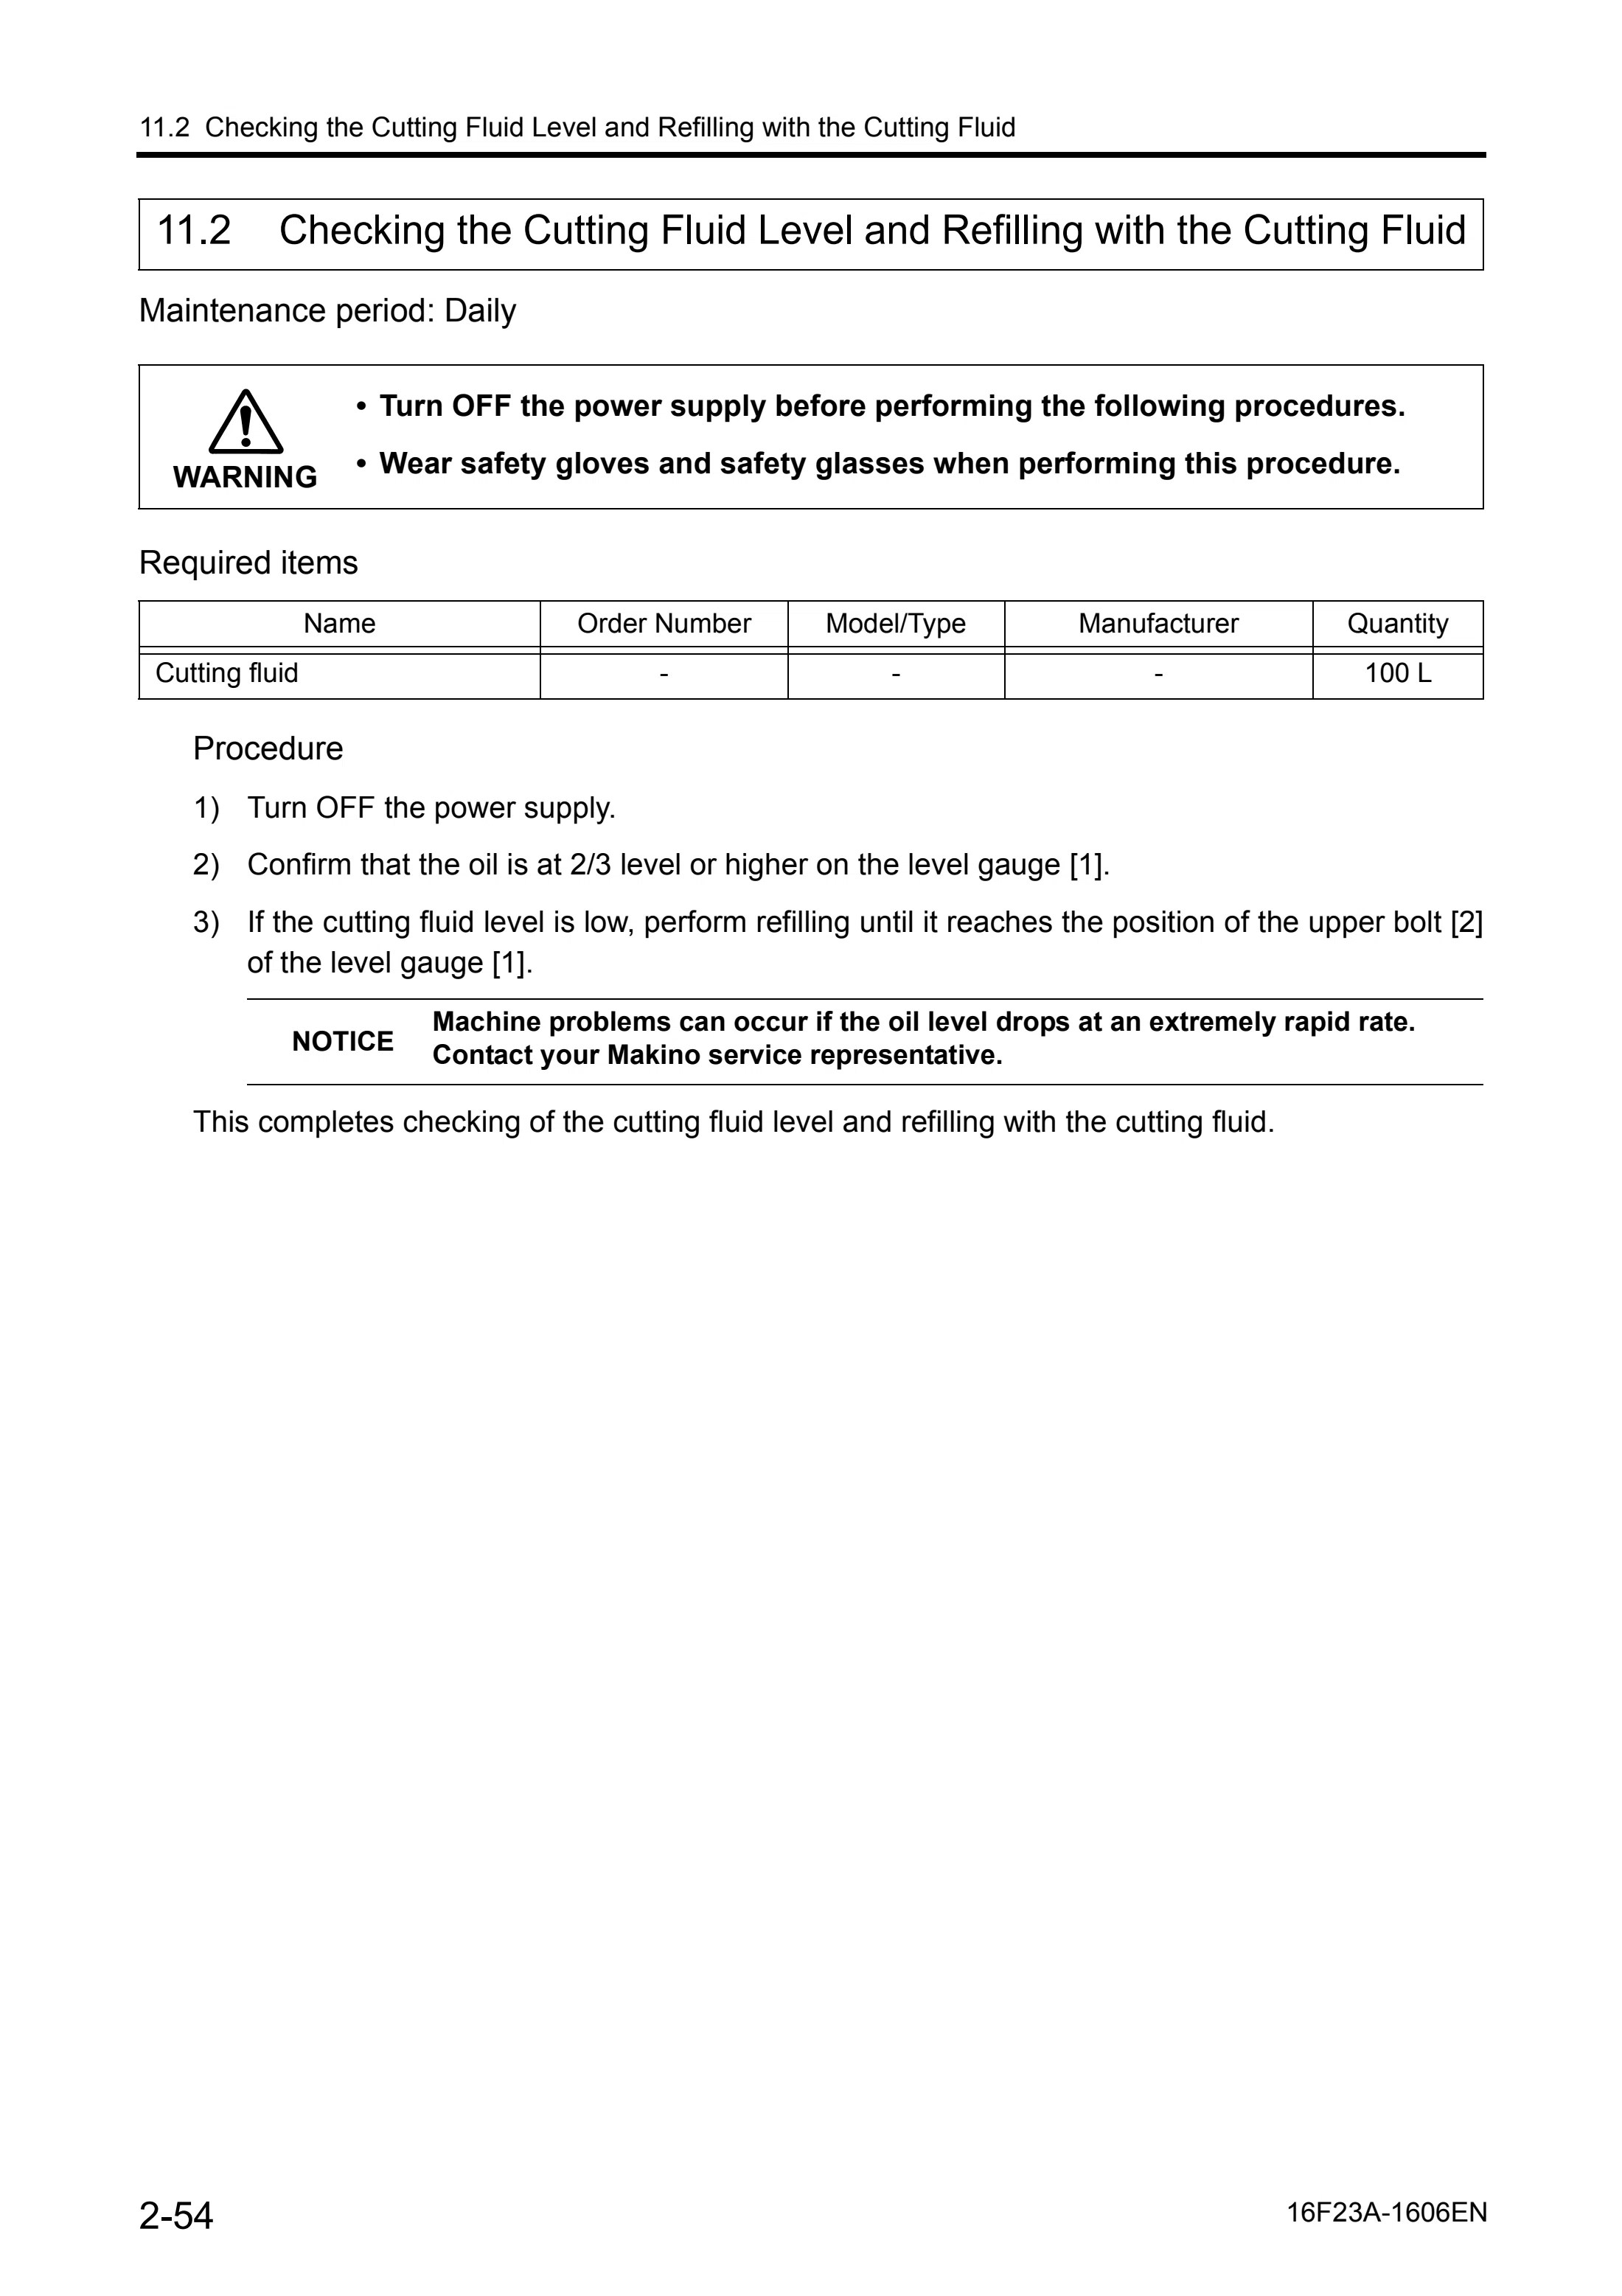 11.2 Checking the Cutting Fluid Level and Refilling with the Cutting Fluid
11.2 Checking the Cutting Fluid Level and Refilling with the Cutting Fluid
Maintenance period: Daily
• Turn OFF the power supply before performing the following procedures.
• Wear safety gloves and safety glasses when performing this procedure.
WARNING
Required items
Name Order Number Model/Type Manufacturer Quantity
Cutting fluid - - - 100 L
Procedure
1) Turn OFF the power supply.
2) Confirm that the oil is at 2/3 level or higher on the level gauge [1].
3) If the cutting fluid level is low, perform refilling until it reaches the position of the upper bolt [2]
of the level gauge [1].
NOTICE
Machine problems can occur if the oil level drops at an extremely rapid rate.
Contact your Makino service representative.
This completes checking of the cutting fluid level and refilling with the cutting fluid.
2-54
16F23A-1606EN